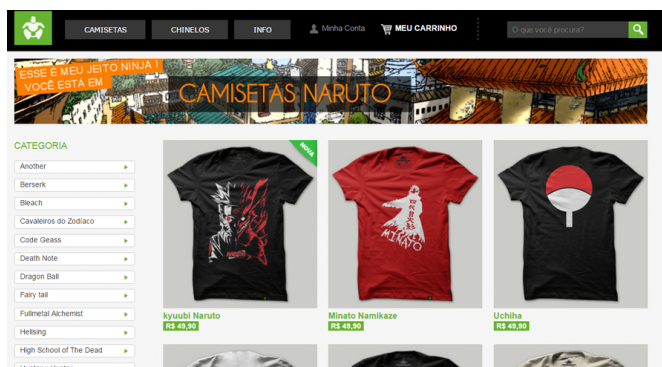 CAMISETAS
CHINELOS
INFO
Minha Conta
MEU CARRINHO
O que você procura?
ESSE É MEU JEITO NINJA !
VOCÊ ESTÁ EM
CAMISETAS NARUTO
CATEGORIA
Another
Berserk
Bleach
Cavaleiros do Zodíaco
Code Geass
Death Note
Dragon Ball
Fairy tail
Fullmetal Alchemist
Hellsing
High School of The Dead
NOVA
MINATO
kyuubi Naruto
R$ 49,90
Minato Namikaze
R$ 49,90
Uchiha
R$ 49,90